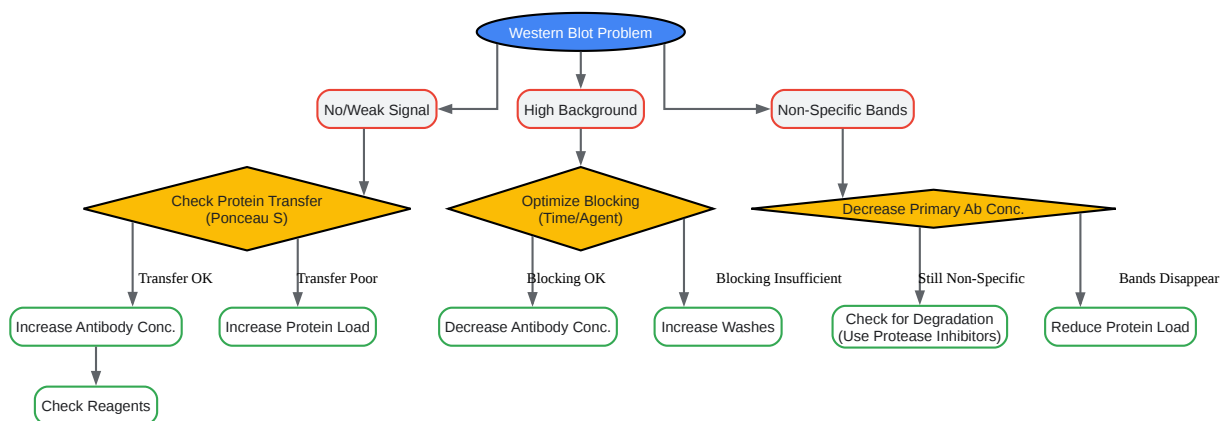 Western Blot Problem
No/Weak Signal
High Background
Non-Specific Bands
Check Protein Transfer
(Ponceau S)
Optimize Blocking
(Time/Agent)
Decrease Primary Ab Conc.
Transfer OK
Transfer Poor
Blocking OK
Blocking Insufficient
Still Non-Specific
Bands Disappear
Increase Antibody Conc.
Increase Protein Load
Decrease Antibody Conc.
Increase Washes
Check for Degradation
(Use Protease Inhibitors)
Reduce Protein Load
Check Reagents